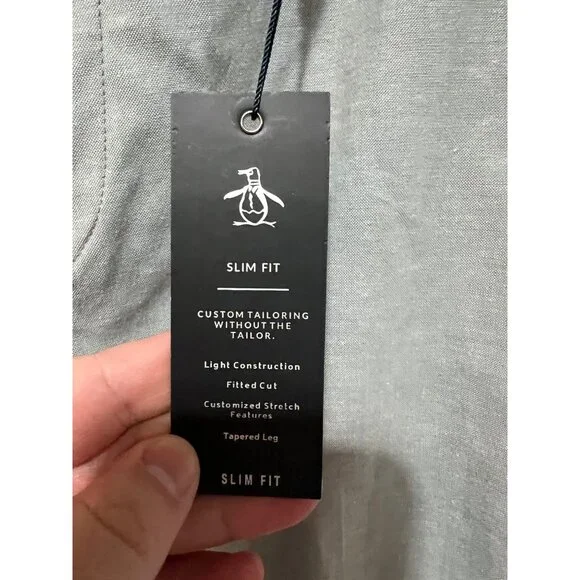 SLIM FIT
CUSTOM TAILORING
WITHOUT THE
TAILOR.
Light Construction
Fitted Cut
Customized Stretch
Features
Tapered Leg
SLIM FIT